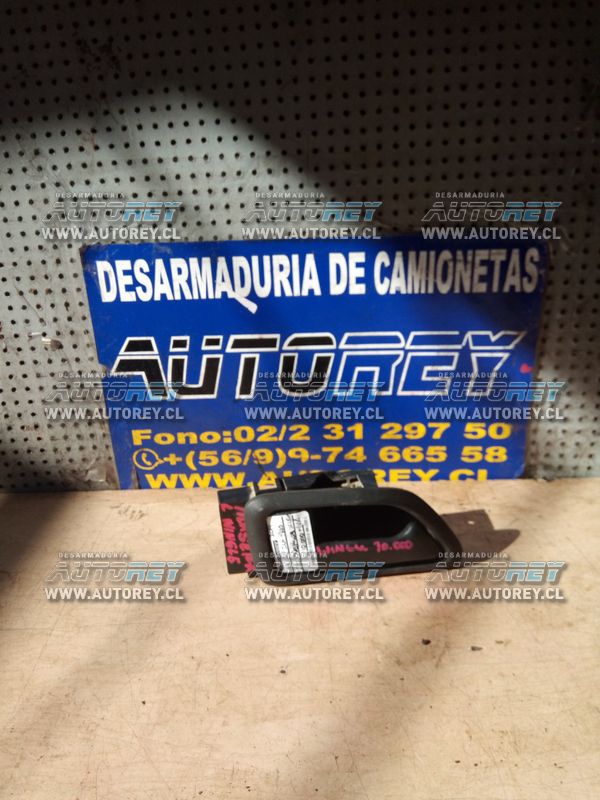 DESARMADURIA AUTOREY WWW.AUTOREY.CL
DESARMADURIA AUTOREY WWW.AUTOREY.CL
DESARMADURIA AUTOREY WWW.AUTOREY.CL
DESARMADURIA DE CAMIONETAS
AUTOREY
DESARMADURIA AUTOREY WWW.AUTOREY.CL
DESARMADURIA AUTOREY WWW.AUTOREY.CL
DESARMADURIA AUTOREY WWW.AUTOREY.CL
Fono:02/2 31 297 50
+(56/9)9-74 665 58
WWW.AUTOREY.CL
10.000
DESARMADURIA AUTOREY WWW.AUTOREY.CL
DESARMADURIA AUTOREY WWW.AUTOREY.CL
DESARMADURIA AUTOREY WWW.AUTOREY.CL